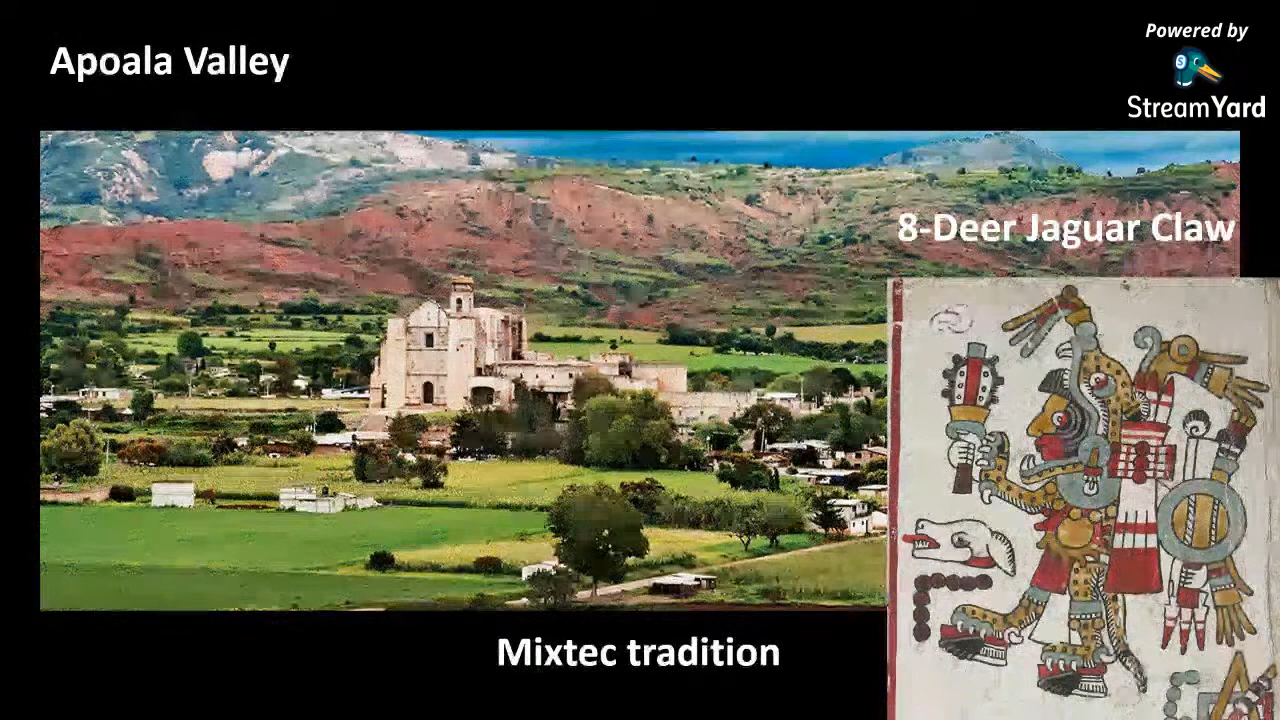 Powered by
Apoala Valley
StreamYard
8-Deer Jaguar Claw
Mixtec tradition